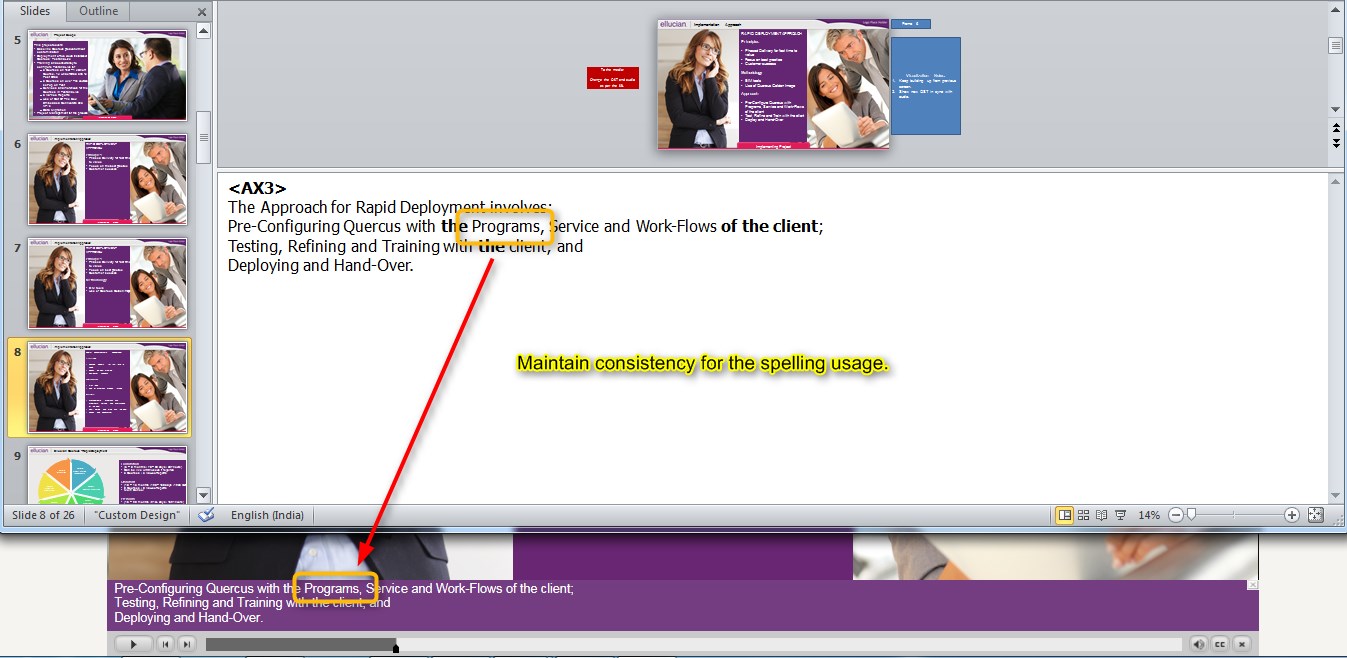 Slides
Outline
5
6
7
8
9
ellucian
Implementation Approach
RAPID DEPLOYMENT APPROACH
Principle:
Phased Delivery for fast time to value
Focus on best practice
Customer success
Methodology:
BIM tools
Use of Quercus Golden Image
Approach:
Pre-Configure Quercus with Programs, Service and Work-Flows of the client
Test, Refine and Train with the client
Deploy and Hand-Over
Implementing Project
To the media:
Change the OST and audio as per the SB.
Visualization Notes:
1. Keep building up from previous screen.
2. Show new OST in sync with audio.
<AX3>
The Approach for Rapid Deployment involves:
Pre-Configuring Quercus with the Programs, Service and Work-Flows of the client;
Testing, Refining and Training with the client; and
Deploying and Hand-Over.
Maintain consistency for the spelling usage.
Slide 8 of 26
"Custom Design"
English (India)
14%
Pre-Configuring Quercus with the Programs, Service and Work-Flows of the client;
Testing, Refining and Training with the client; and
Deploying and Hand-Over.
CC